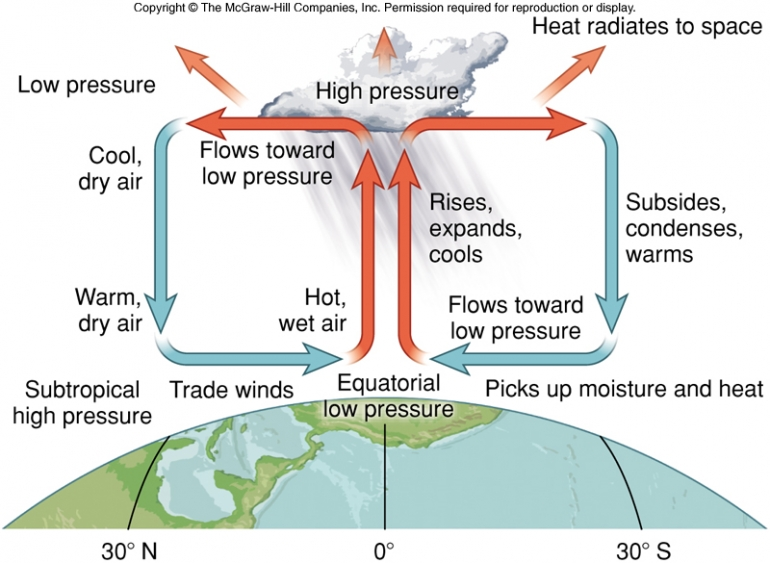 Copyright © The McGraw-Hill Companies, Inc. Permission required for reproduction or display.
Heat radiates to space
Low pressure
High pressure
Cool,
dry air
Flows toward
low pressure
Rises,
expands,
cools
Subsides,
condenses,
warms
Warm,
dry air
Hot,
wet air
Flows toward
low pressure
Subtropical
high pressure
Trade winds
Equatorial
low pressure
Picks up moisture and heat
30° N
0°
30° S